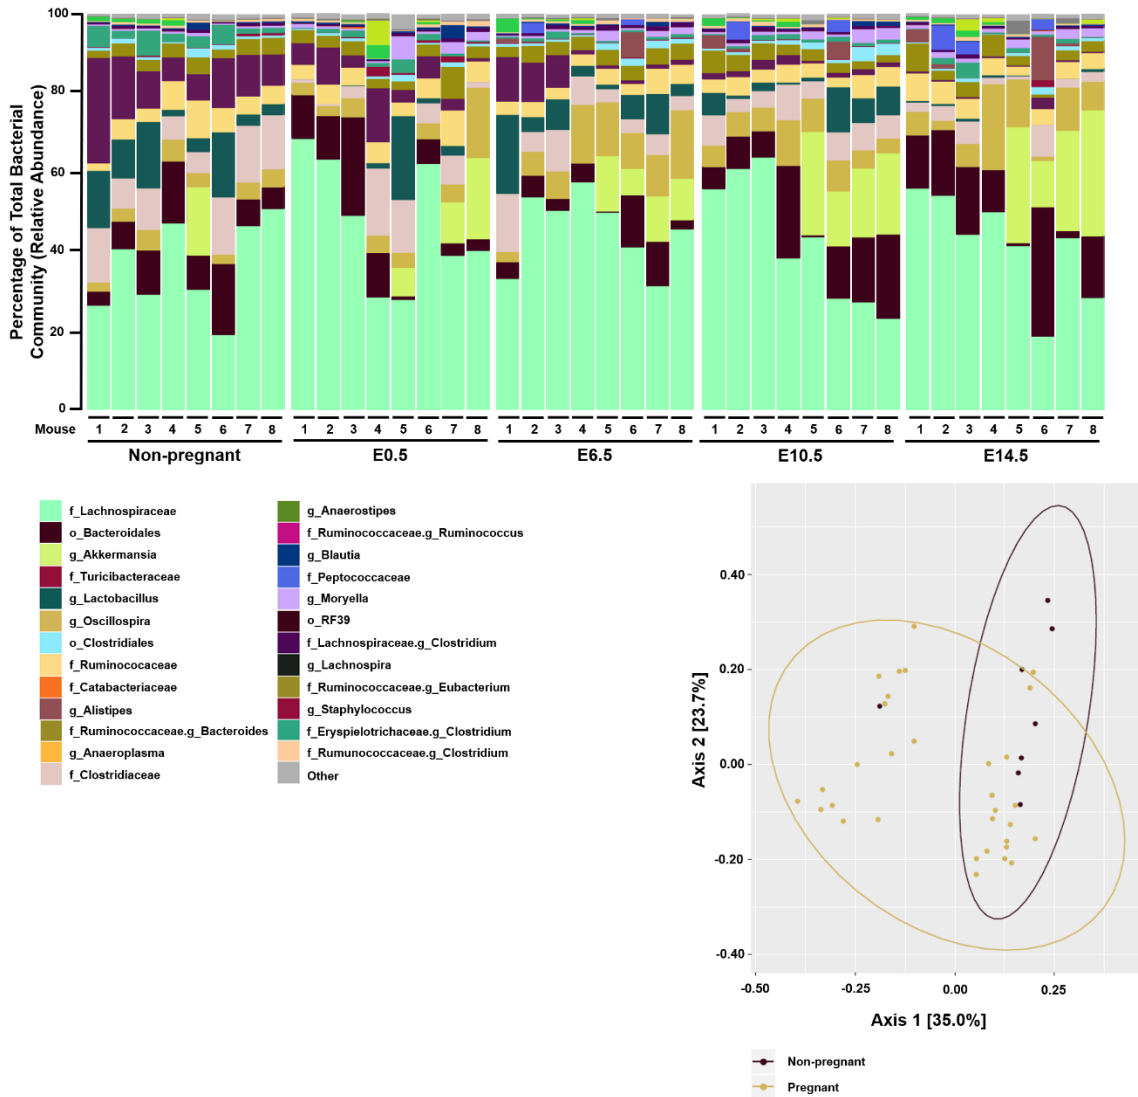 Percentage of Total Bacterial
Community (Relative Abundance)
100
80
60
40
20
0
Mouse 1 2 3 4 5 6 7 8 1 2 3 4 5 6 7 8 1 2 3 4 5 6 7 8 1 2 3 4 5 6 7 8 1 2 3 4 5 6 7 8
Non-pregnant E0.5 E6.5 E10.5 E14.5
f_Lachnospiraceae
o_Bacteroidales
g_Akkermansia
f_Turicibacteraceae
g_Lactobacillus
g_Oscillospira
o_Clostridiales
f_Ruminococaceae
f_Catabacteriaceae
g_Alistipes
f_Ruminococcaceae.g_Bacteroides
g_Anaeroplasma
f_Clostridiaceae
g_Anaerostipes
f_Ruminococcaceae.g_Ruminococcus
g_Blautia
f_Peptococcaceae
g_Moryella
o_RF39
f_Lachnospiraceae.g_Clostridium
g_Lachnospira
f_Ruminococcaceae.g_Eubacterium
g_Staphylococcus
f_Eryspielotrichaceae.g_Clostridium
f_Rumunococcaceae.g_Clostridium
Other
Axis 2 [23.7%]
0.40
0.20
0.00
-0.20
-0.40
-0.50 -0.25 0.00 0.25
Axis 1 [35.0%]
Non-pregnant
Pregnant